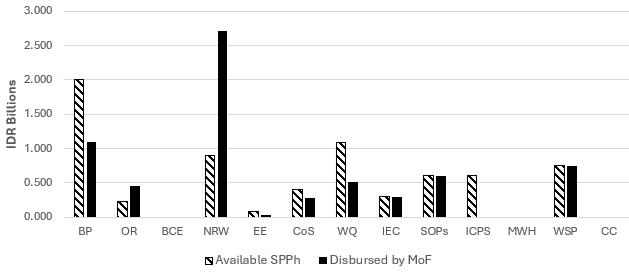 3.000
2.500
2.000
1.500
1.000
0.500
0.000
IDR Billions
BP OR BCE NRW EE CoS WQ IEC SOPs ICPS MWH WSP CC
Available SPPh Disbursed by MoF